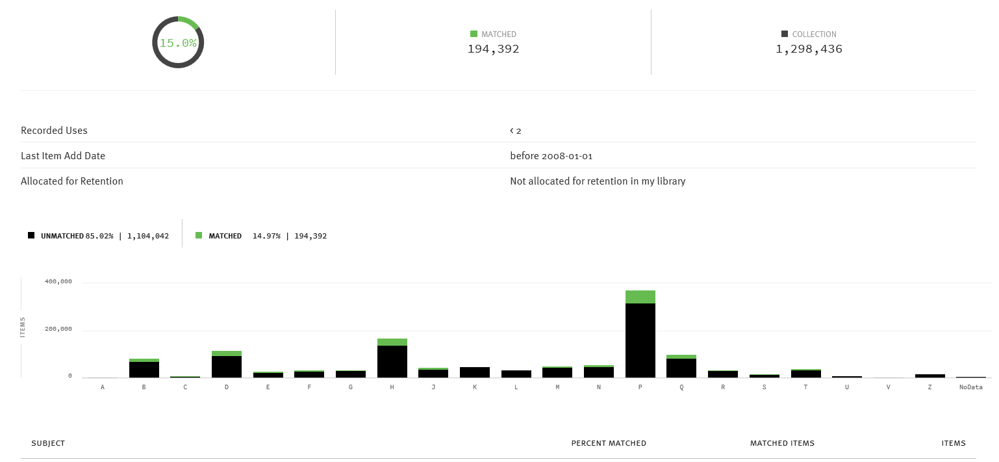 15.0%
MATCHED
194,392
COLLECTION
1,298,436
Recorded Uses < 2
Last Item Add Date before 2008-01-01
Allocated for Retention Not allocated for retention in my library
UNMATCHED 85.02% | 1,104,042 MATCHED 14.97% | 194,392
400,000
200,000
0
ITEMS
A B C D E F G H J K L M N P Q R S T U V Z NoData
SUBJECT PERCENT MATCHED MATCHED ITEMS ITEMS